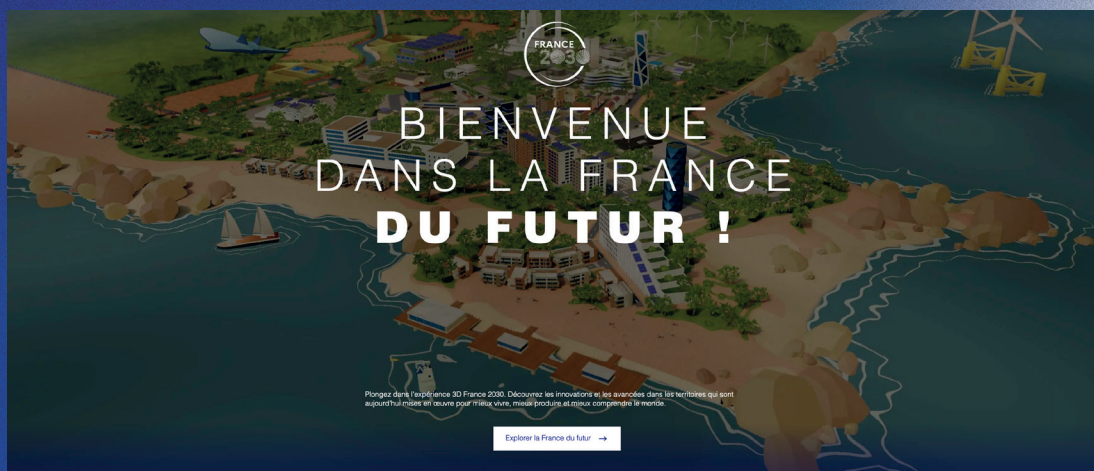 FRANCE
2030
BIENVENUE
DANS LA FRANCE
DU FUTUR !
Plongez dans l'expérience 3D France 2030. Découvrez les innovations et les avancées dans les territoires qui sont
aujourd'hui mises en œuvre pour mieux vivre, mieux produire et mieux comprendre le monde.
Explorer la France du futur →